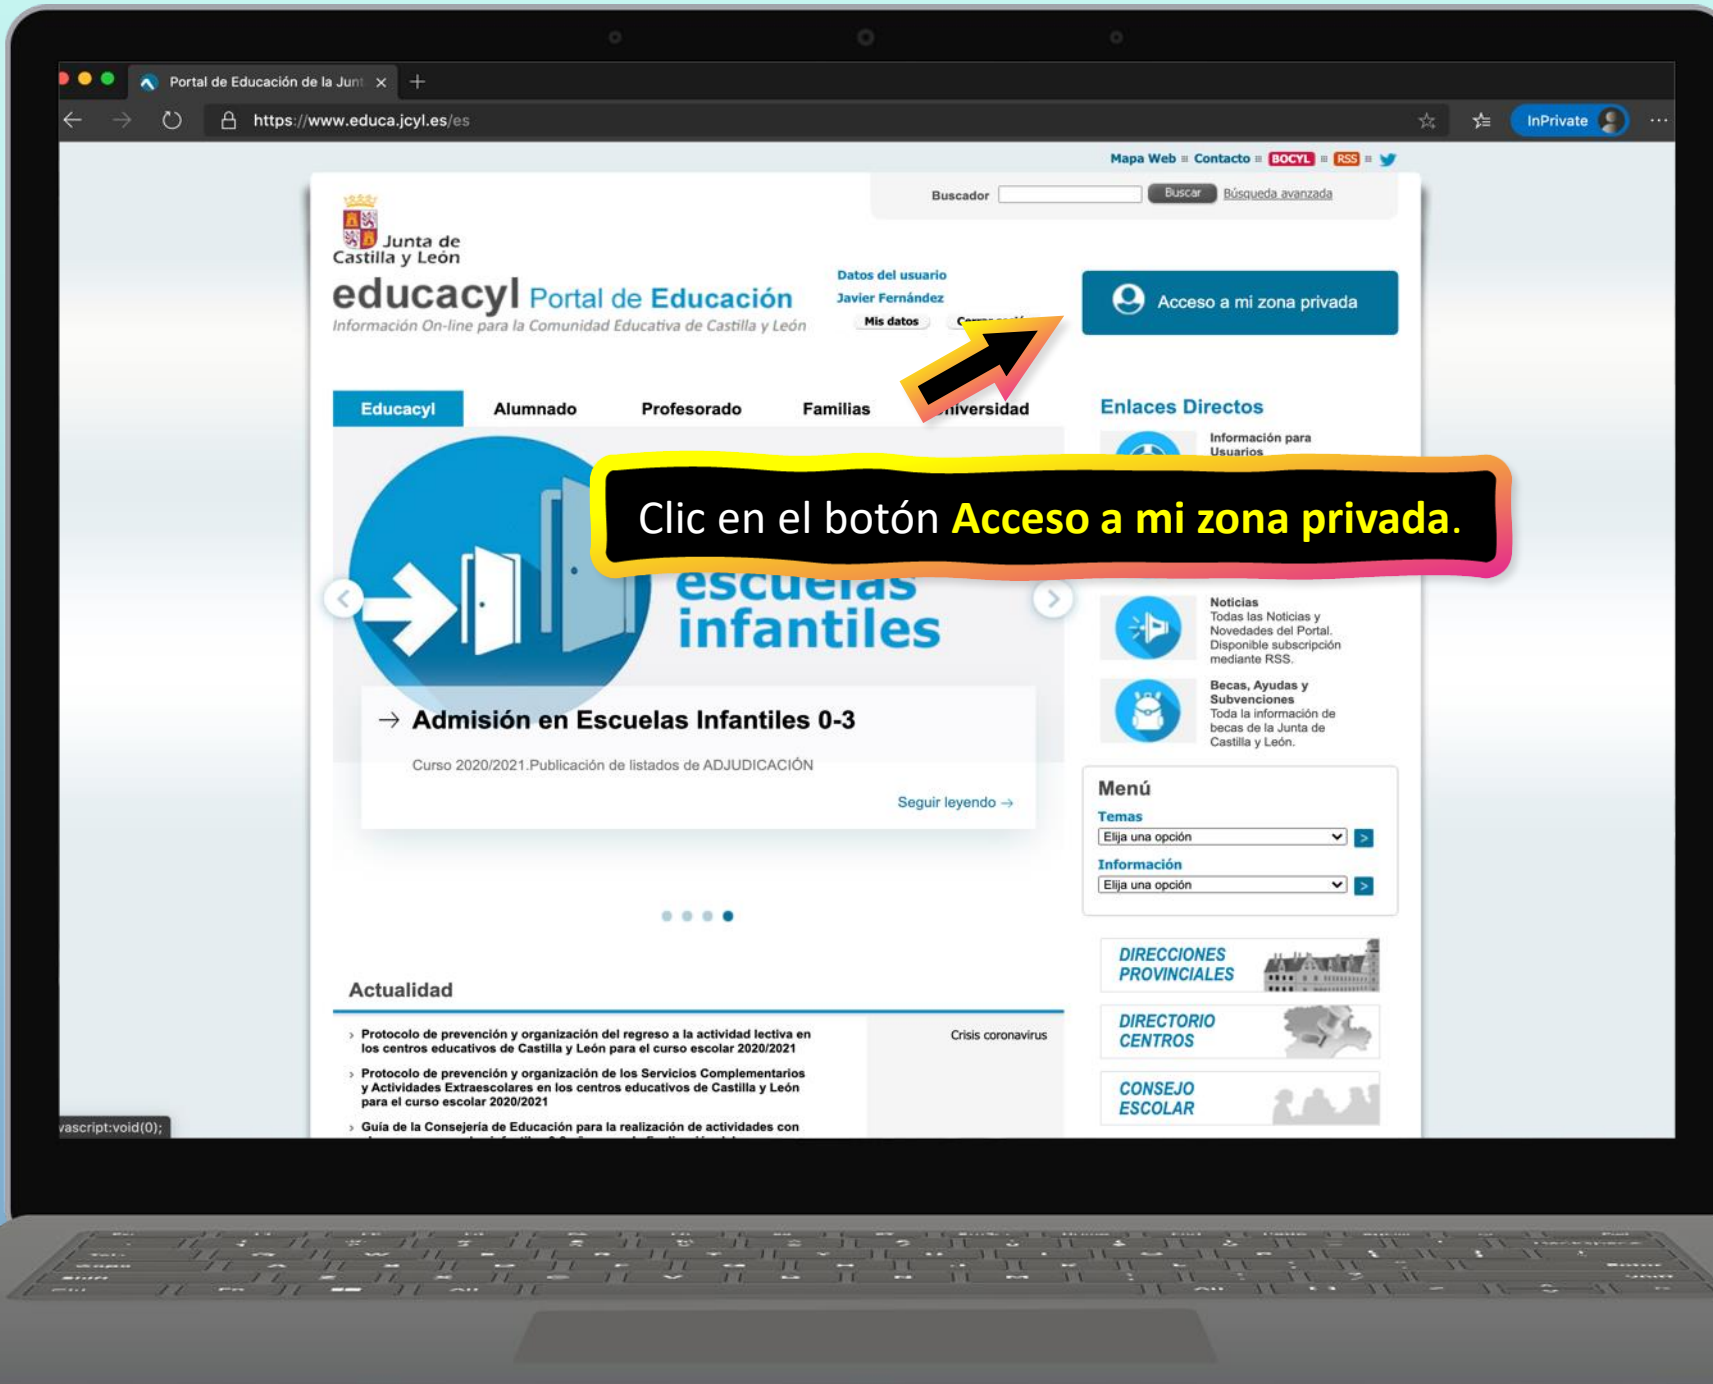 Portal de Educación de la Jun
https://www.educa.jcyl.es/es
InPrivate
Mapa Web Contacto BOCYL RSS
Buscador Buscar Búsqueda avanzada
Junta de
Castilla y León
educacyl Portal de Educación
Información On-line para la Comunidad Educativa de Castilla y León
Datos del usuario
Javier Fernández
Mis datos
Acceso a mi zona privada
Educacyl Alumnado Profesorado Familias
Enlaces Directos
Información para
Usuarios
Clic en el botón Acceso a mi zona privada.
escuelas
infantiles
Admisión en Escuelas Infantiles 0-3
Curso 2020/2021.Publicación de listados de ADJUDICACIÓN
Seguir leyendo
Noticias
Todas las Noticias y
Novedades del Portal.
Disponible subscripción
mediante RSS.
Becas, Ayudas y
Subvenciones
Toda la información de
becas de la Junta de
Castilla y León.
Menú
Temas
Elija una opción >
Información
Elija una opción >
DIRECCIONES
PROVINCIALES
DIRECTORIO
CENTROS
CONSEJO
ESCOLAR
Actualidad
Protocolo de prevención y organización del regreso a la actividad lectiva en
los centros educativos de Castilla y León para el curso escolar 2020/2021
Protocolo de prevención y organización de los Servicios Complementarios
y Actividades Extraescolares en los centros educativos de Castilla y León
para el curso escolar 2020/2021
Guía de la Consejería de Educación para la realización de actividades con
Crisis coronavirus
vascript:void(0);